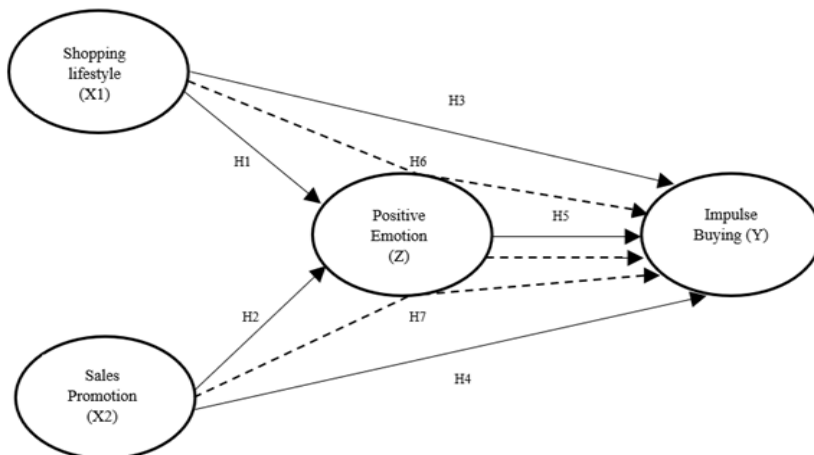 Shopping
lifestyle
(X1)
H3
H1
H6
Positive
Emotion
(Z)
H5
Impulse
Buying (Y)
H2
H7
Sales
Promotion
(X2)
H4